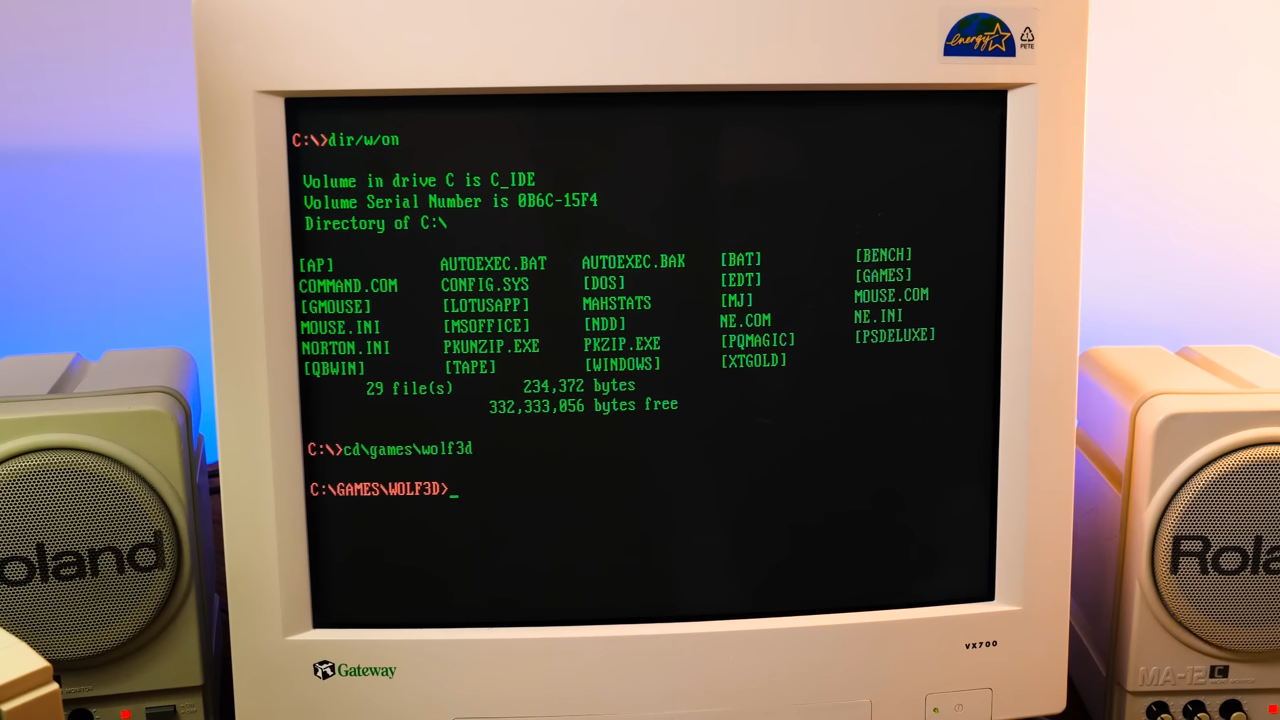 energy
PETE
C:\>dir/w/on
Volume in drive C is C_IDE
Volume Serial Number is 0B6C-15F4
Directory of C:\
[AP] AUTOEXEC.BAT AUTOEXEC.BAK [BAT] [BENCH]
COMMAND.COM CONFIG.SYS [DOS] [EDT] [GAMES]
[GMOUSE] [LOTUSAPP] MAHSTATS [MJ] MOUSE.COM
MOUSE.INI [MSOFFICE] [NDD] NE.COM NE.INI
NORTON.INI PKUNZIP.EXE PKZIP.EXE [PQMAGIC] [PSDELUXE]
[QBWIN] [TAPE] [WINDOWS] [XTGOLD]
29 file(s) 234,372 bytes
332,333,056 bytes free
C:\>cd\games\wolf3d
C:\GAMES\WOLF3D>_
oland
Rola
VX700
Gateway
MA-12C
MICRO MONITOR